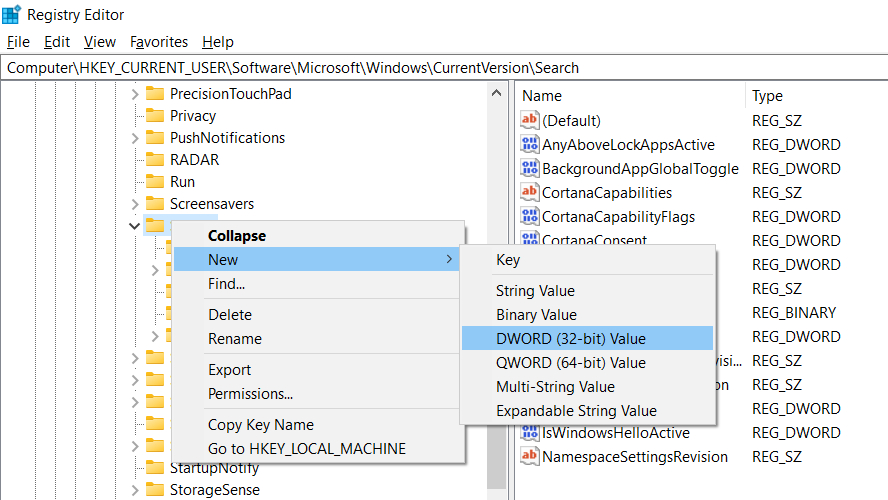 Registry Editor
File Edit View Favorites Help
Computer\HKEY_CURRENT_USER\Software\Microsoft\Windows\CurrentVersion\Search
PrecisionTouchPad
Privacy
PushNotifications
RADAR
Run
Screensavers
StartupNotify
StorageSense
Collapse
New
Find...
Delete
Rename
Export
Permissions...
Copy Key Name
Go to HKEY_LOCAL_MACHINE
Key
String Value
Binary Value
DWORD (32-bit) Value
QWORD (64-bit) Value
Multi-String Value
Expandable String Value
Name Type
(Default) REG_SZ
AnyAboveLockAppsActive REG_DWORD
BackgroundAppGlobalToggle REG_DWORD
CortanaCapabilities REG_SZ
CortanaCapabilityFlags REG_DWORD
CortanaConsent REG_DWORD
REG_DWORD
REG_SZ
REG_BINARY
REG_DWORD
REG_SZ
REG_SZ
REG_DWORD
IsWindowsHelloActive REG_DWORD
NamespaceSettingsRevision REG_SZ